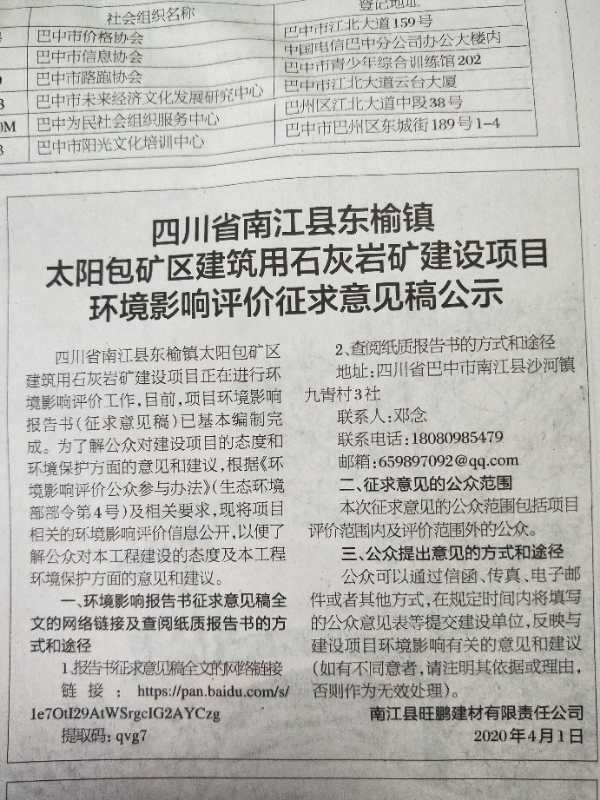 社会组织名称
登记地址
巴中市价格协会
巴中市江北大道159号
巴中市信息协会
中国电信巴中分公司办公大楼内
巴中市路跑协会
巴中市青少年综合训练馆202
B
巴中市未来经济文化发展研究中心
巴中市江北大道云台大厦
0M
巴中为民社会组织服务中心
巴州区江北大道中段38号
3
巴中市阳光文化培训中心
巴中市巴州区东城街189号1-4
四川省南江县东榆镇
太阳包矿区建筑用石灰岩矿建设项目
环境影响评价征求意见稿公示
四川省南江县东榆镇太阳包矿区
建筑用石灰岩矿建设项目正在进行环
境影响评价工作,目前,项目环境影响
报告书(征求意见稿)已基本编制完
成。为了解公众对建设项目的态度和
环境保护方面的意见和建议,根据《环
境影响评价公众参与办法》(生态环境
部部令第4号)及相关要求,现将项目
相关的环境影响评价信息公开,以便了
解公众对本工程建设的态度及本工程
环境保护方面的意见和建议。
一、环境影响报告书征求意见稿全
文的网络链接及查阅纸质报告书的方
式和途径
1.报告书征求意见稿全文的网络链接
链接:https://pan.baidu.com/s/
1e7OtI29AtWSrgcIG2AYCzg
提取码:qvg7
2、查阅纸质报告书的方式和途径
地址:四川省巴中市南江县沙河镇
九青村3社
联系人:邓念
联系电话:18080985479
邮箱:659897092@qq.com
二、征求意见的公众范围
本次征求意见的公众范围包括项目
评价范围内及评价范围外的公众。
三、公众提出意见的方式和途径
公众可以通过信函、传真、电子邮
件或者其他方式,在规定时间内将填写
的公众意见表等提交建设单位,反映与
建设项目环境影响有关的意见和建议
(如有不同意者,请注明其依据或理由,
否则作为无效处理)。
南江县旺鹏建材有限责任公司
2020年4月1日